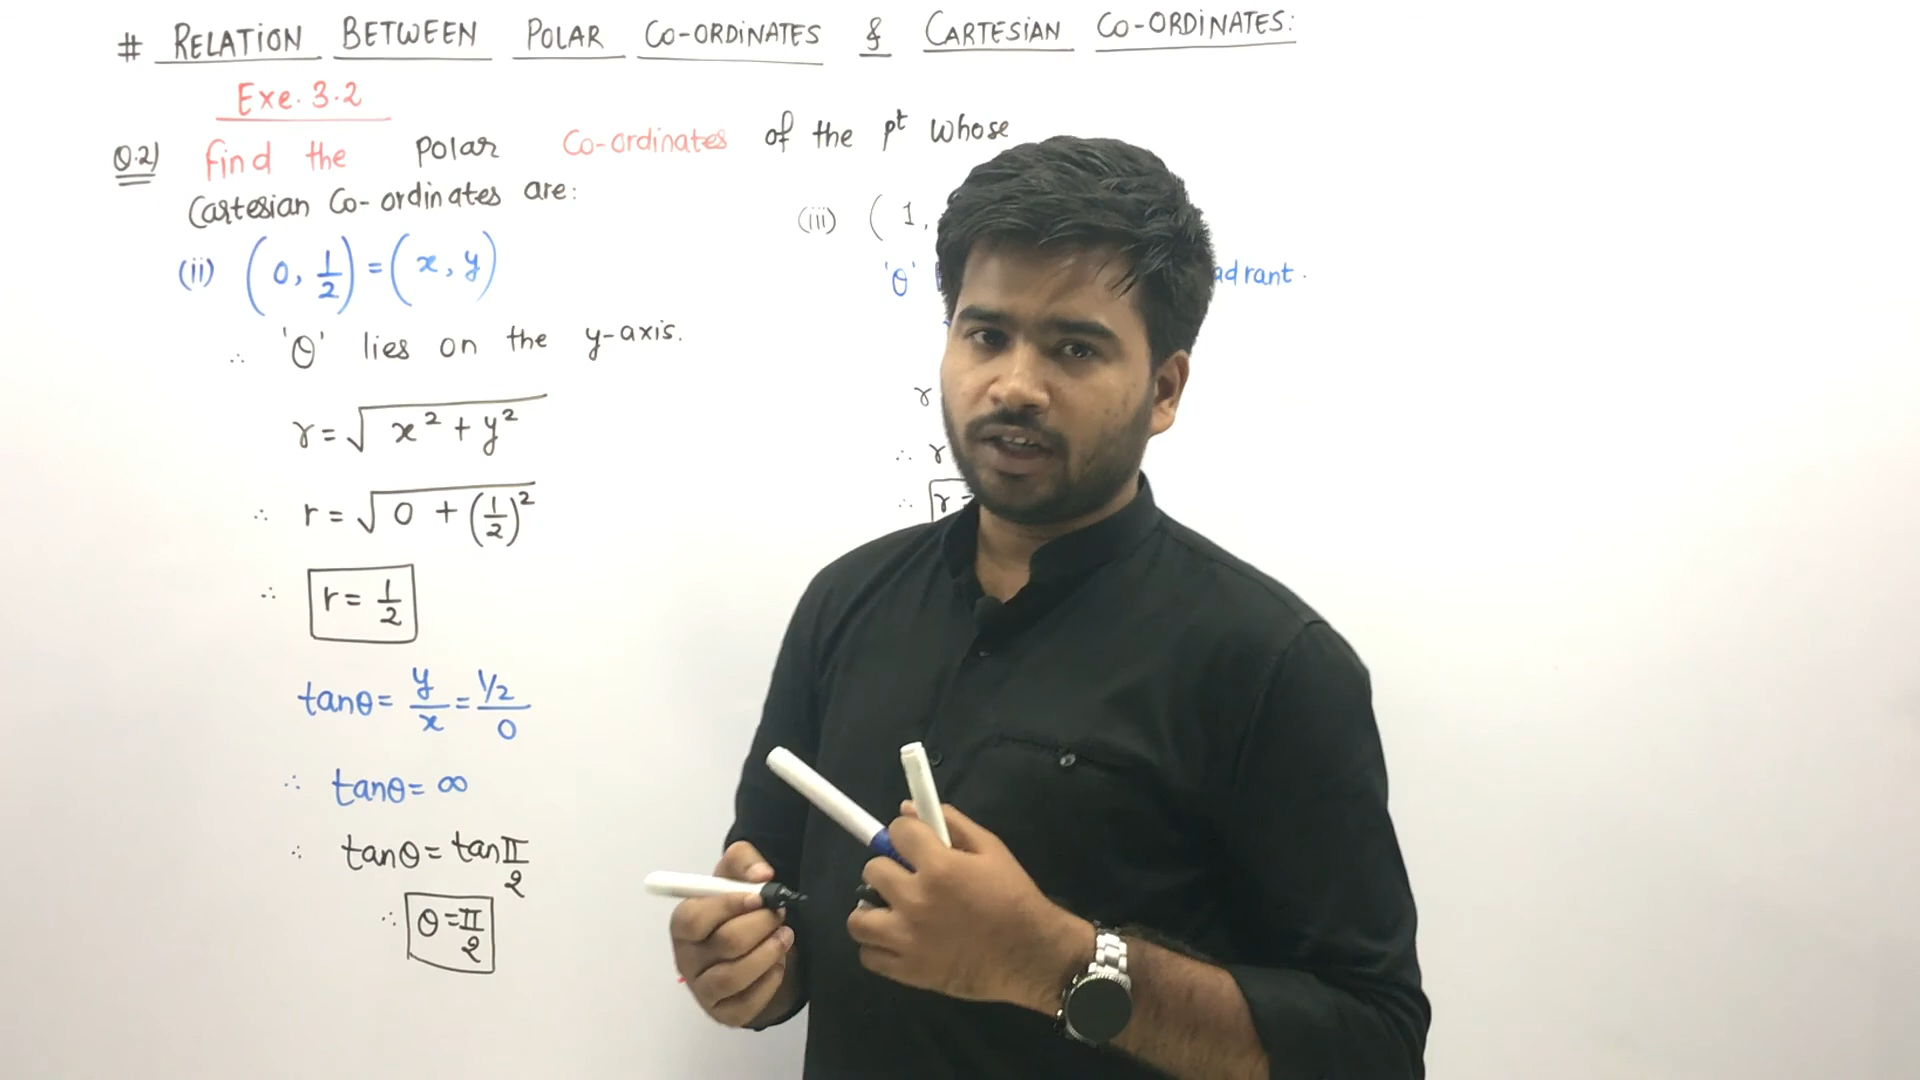 # RELATION BETWEEN POLAR CO-ORDINATES & CARTESIAN CO-ORDINATES:
Exe. 3.2
Q.2) find the polar Co-ordinates of the pt whose
Cartesian Co-ordinates are:
(ii) (0, 1/2) = (x, y)
∴ 'θ' lies on the y-axis.
r = √x² + y²
∴ r = √0 + (1/2)²
∴ r = 1/2
tanθ = y/x = 1/2/0
∴ tanθ = ∞
∴ tanθ = tan π/2
∴ θ = π/2
(iii) (1,
'θ' adrant.
r
∴ r
∴ r =